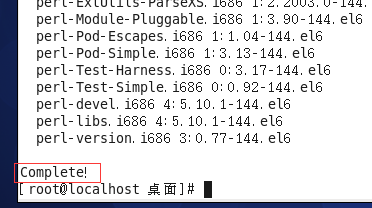 perl-ExtUtils-ParseXS.i686 1:2.2003.0-144.
perl-Module-Pluggable.i686 1:3.90-144.el6
perl-Pod-Escapes.i686 1:1.04-144.el6
perl-Pod-Simple.i686 1:3.13-144.el6
perl-Test-Harness.i686 0:3.17-144.el6
perl-Test-Simple.i686 0:0.92-144.el6
perl-devel.i686 4:5.10.1-144.el6
perl-libs.i686 4:5.10.1-144.el6
perl-version.i686 3:0.77-144.el6
Complete!
[root@localhost 桌面]#